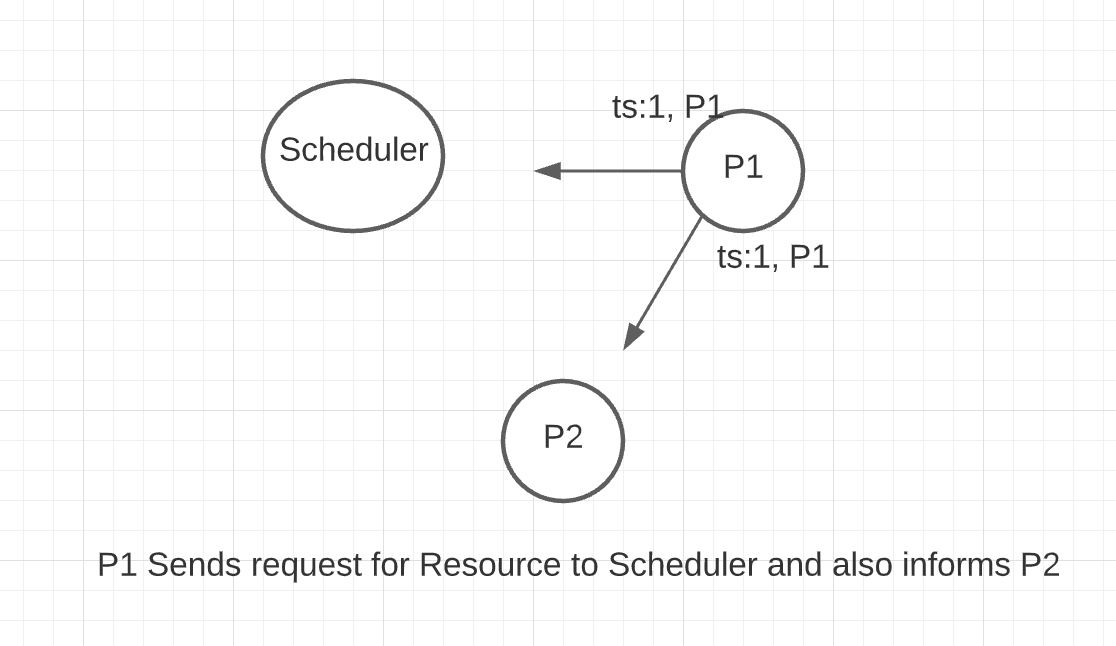 ts:1, P1
Scheduler
P1
ts:1, P1
P2
P1 Sends request for Resource to Scheduler and also informs P2